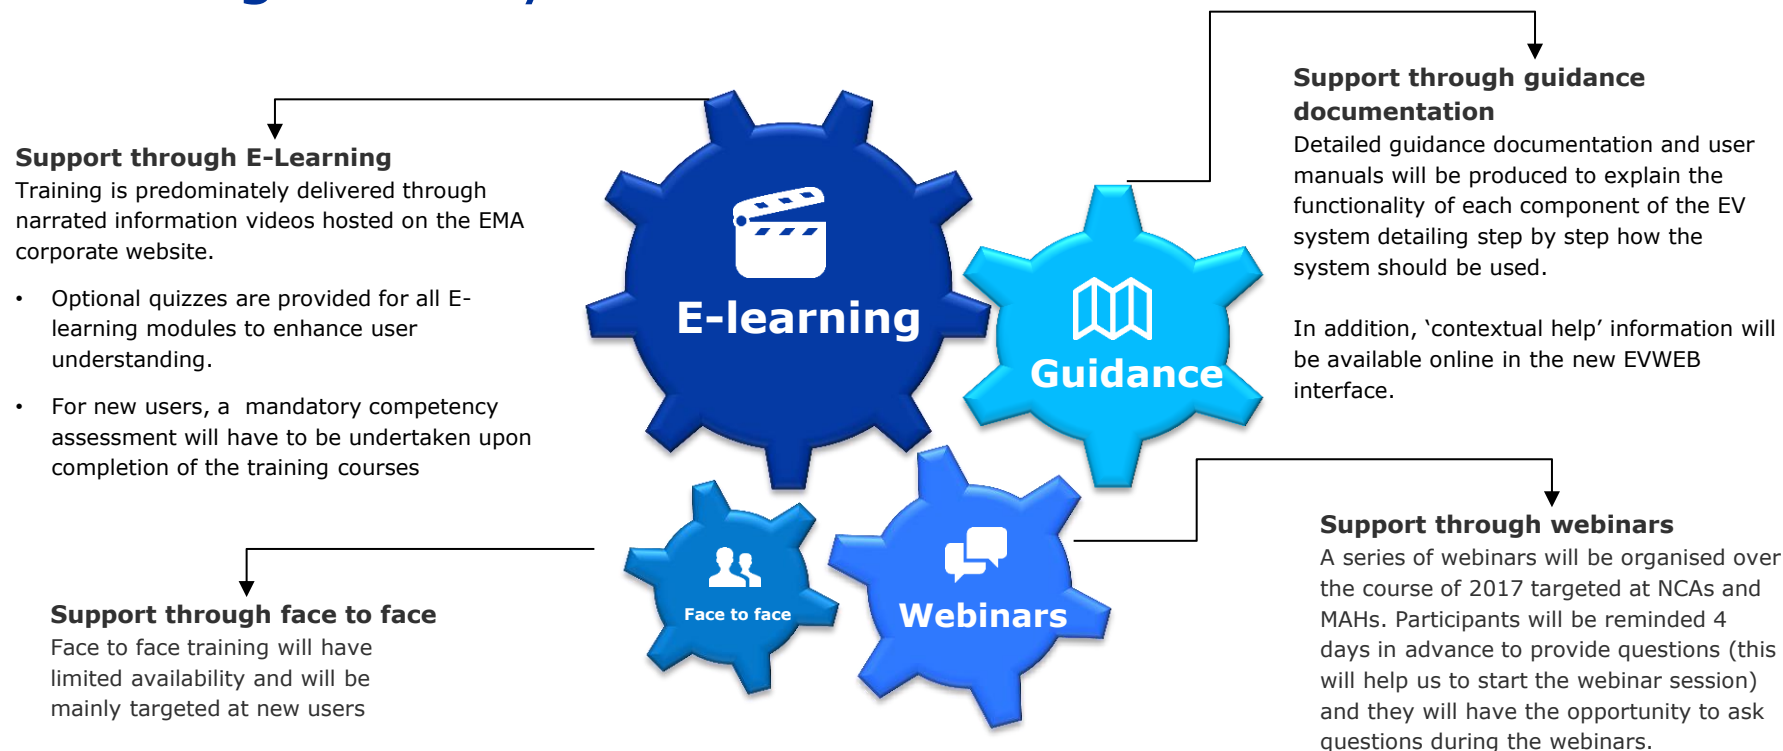 Support through E-Learning
Training is predominately delivered through
narrated information videos hosted on the EMA
corporate website.
• Optional quizzes are provided for all E-
learning modules to enhance user
understanding.
• For new users, a mandatory competency
assessment will have to be undertaken upon
completion of the training courses
Support through face to face
Face to face training will have
limited availability and will be
mainly targeted at new users
E-learning
Guidance
Face to face
Webinars
Support through guidance
documentation
Detailed guidance documentation and user
manuals will be produced to explain the
functionality of each component of the EV
system detailing step by step how the
system should be used.
In addition, ‘contextual help’ information will
be available online in the new EVWEB
interface.
Support through webinars
A series of webinars will be organised over
the course of 2017 targeted at NCAs and
MAHs. Participants will be reminded 4
days in advance to provide questions (this
will help us to start the webinar session)
and they will have the opportunity to ask
questions during the webinars.